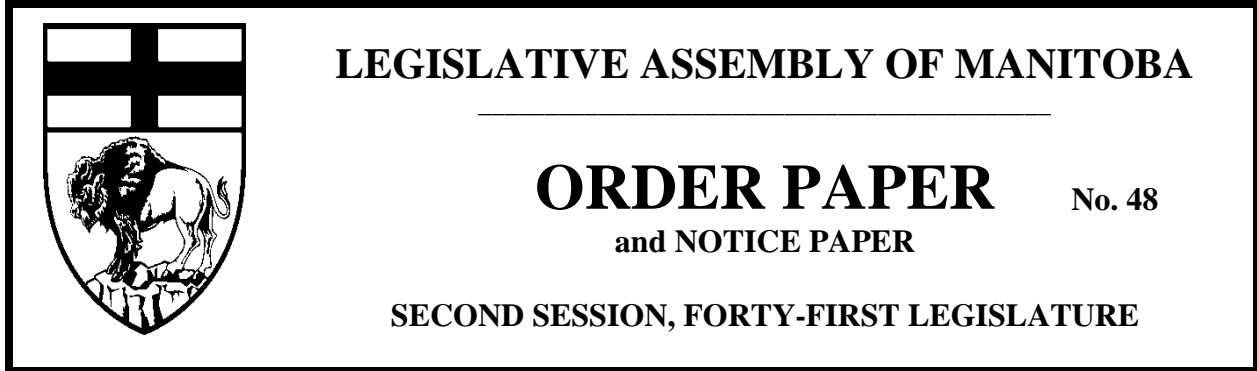 LEGISLATIVE ASSEMBLY OF MANITOBA
ORDER PAPER No. 48
and NOTICE PAPER
SECOND SESSION, FORTY-FIRST LEGISLATURE